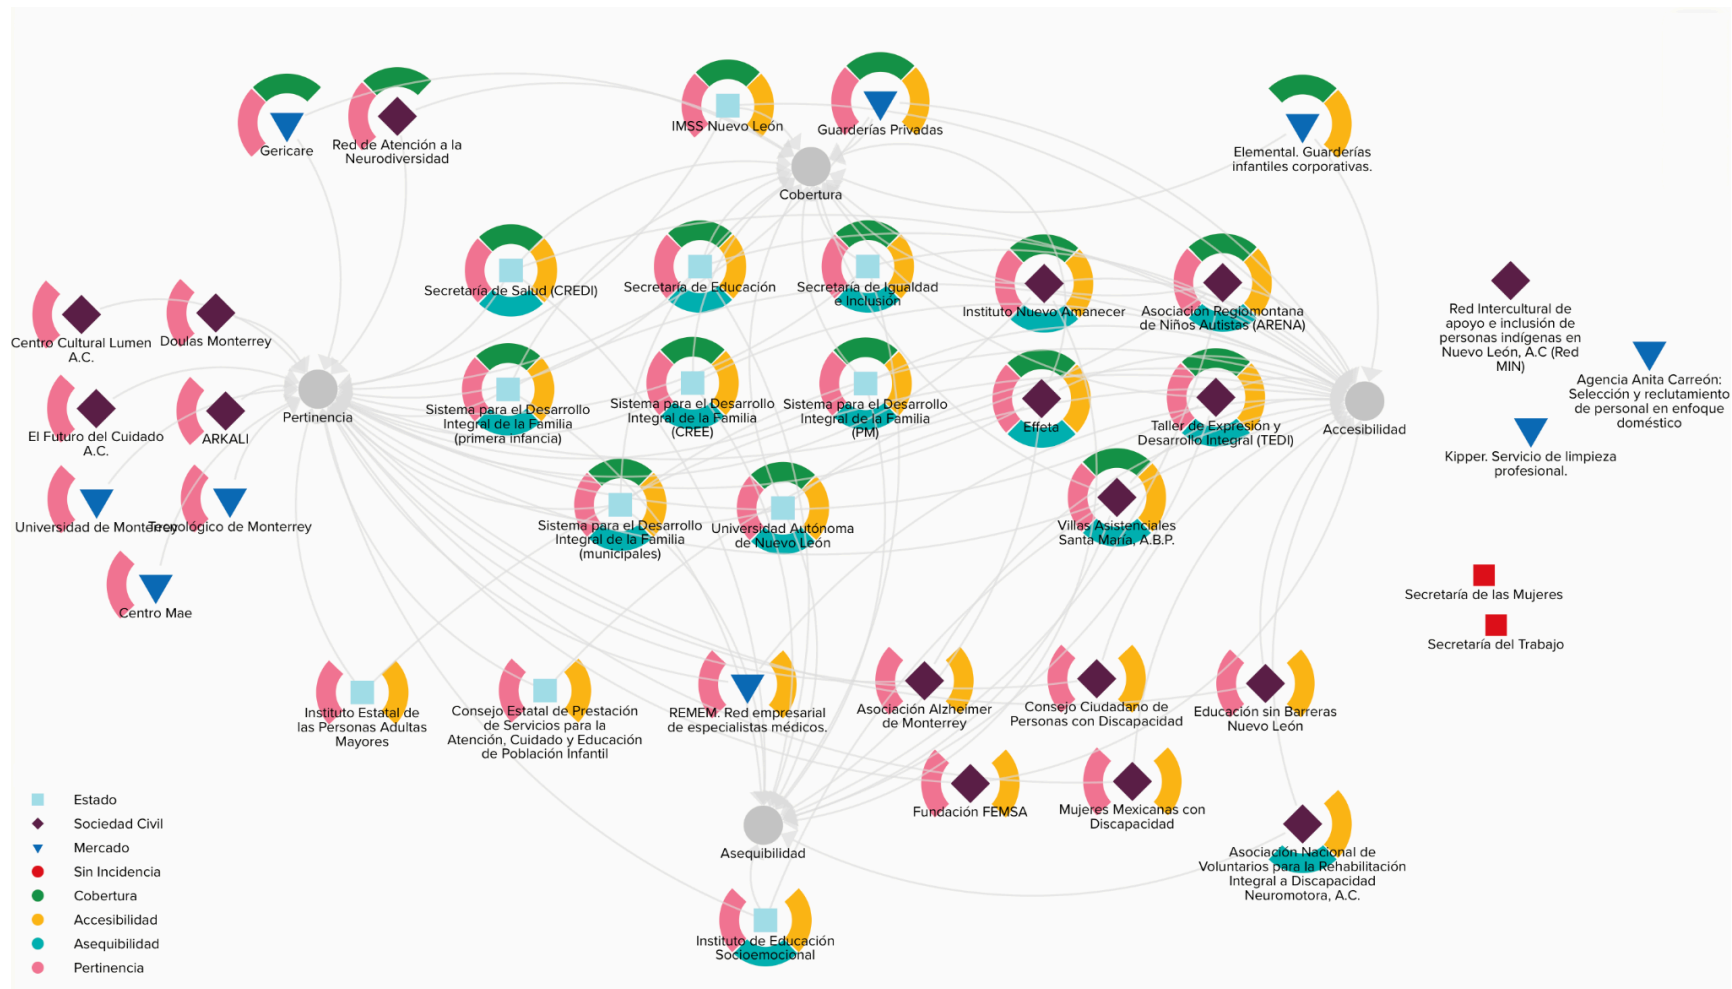 Gericare
Red de Atención a la
Neurodiversidad
IMSS Nuevo León
Guarderías Privadas
Elemental. Guarderías
infantiles corporativas.
Cobertura
Secretaría de Salud (CREDI)
Secretaría de Educación
Secretaría de Igualdad
e Inclusión
Instituto Nuevo Amanecer
Asociación Regiomontana
de Niños Autistas (ARENA)
Red Intercultural de
apoyo e inclusión de
personas indígenas en
Nuevo León, A.C (Red
MIN)
Centro Cultural Lumen
A.C.
Doulas Monterrey
Agencia Anita Carreón:
Selección y reclutamiento
de personal en enfoque
doméstico
Pertinencia
Sistema para el Desarrollo
Integral de la Familia
(primera infancia)
Sistema para el Desarrollo
Integral de la Familia
(CREE)
Sistema para el Desarrollo
Integral de la Familia
(PM)
Effeta
Taller de Expresión y
Desarrollo Integral (TEDI)
Accesibilidad
El Futuro del Cuidado
A.C.
ARKALI
Kipper. Servicio de limpieza
profesional.
Universidad de Monterrey
Tecnológico de Monterrey
Sistema para el Desarrollo
Integral de la Familia
(municipales)
Universidad Autónoma
de Nuevo León
Villas Asistenciales
Santa María, A.B.P.
Centro Mae
Secretaría de las Mujeres
Secretaría del Trabajo
Instituto Estatal de
las Personas Adultas
Mayores
Consejo Estatal de Prestación
de Servicios para la
Atención, Cuidado y Educación
de Población Infantil
REMEM. Red empresarial
de especialistas médicos.
Asociación Alzheimer
de Monterrey
Consejo Ciudadano de
Personas con Discapacidad
Educación sin Barreras
Nuevo León
Fundación FEMSA
Mujeres Mexicanas con
Discapacidad
Asequibilidad
Asociación Nacional de
Voluntarios para la Rehabilitación
Integral a Discapacidad
Neuromotora, A.C.
Instituto de Educación
Socioemocional
Estado
Sociedad Civil
Mercado
Sin Incidencia
Cobertura
Accesibilidad
Asequibilidad
Pertinencia